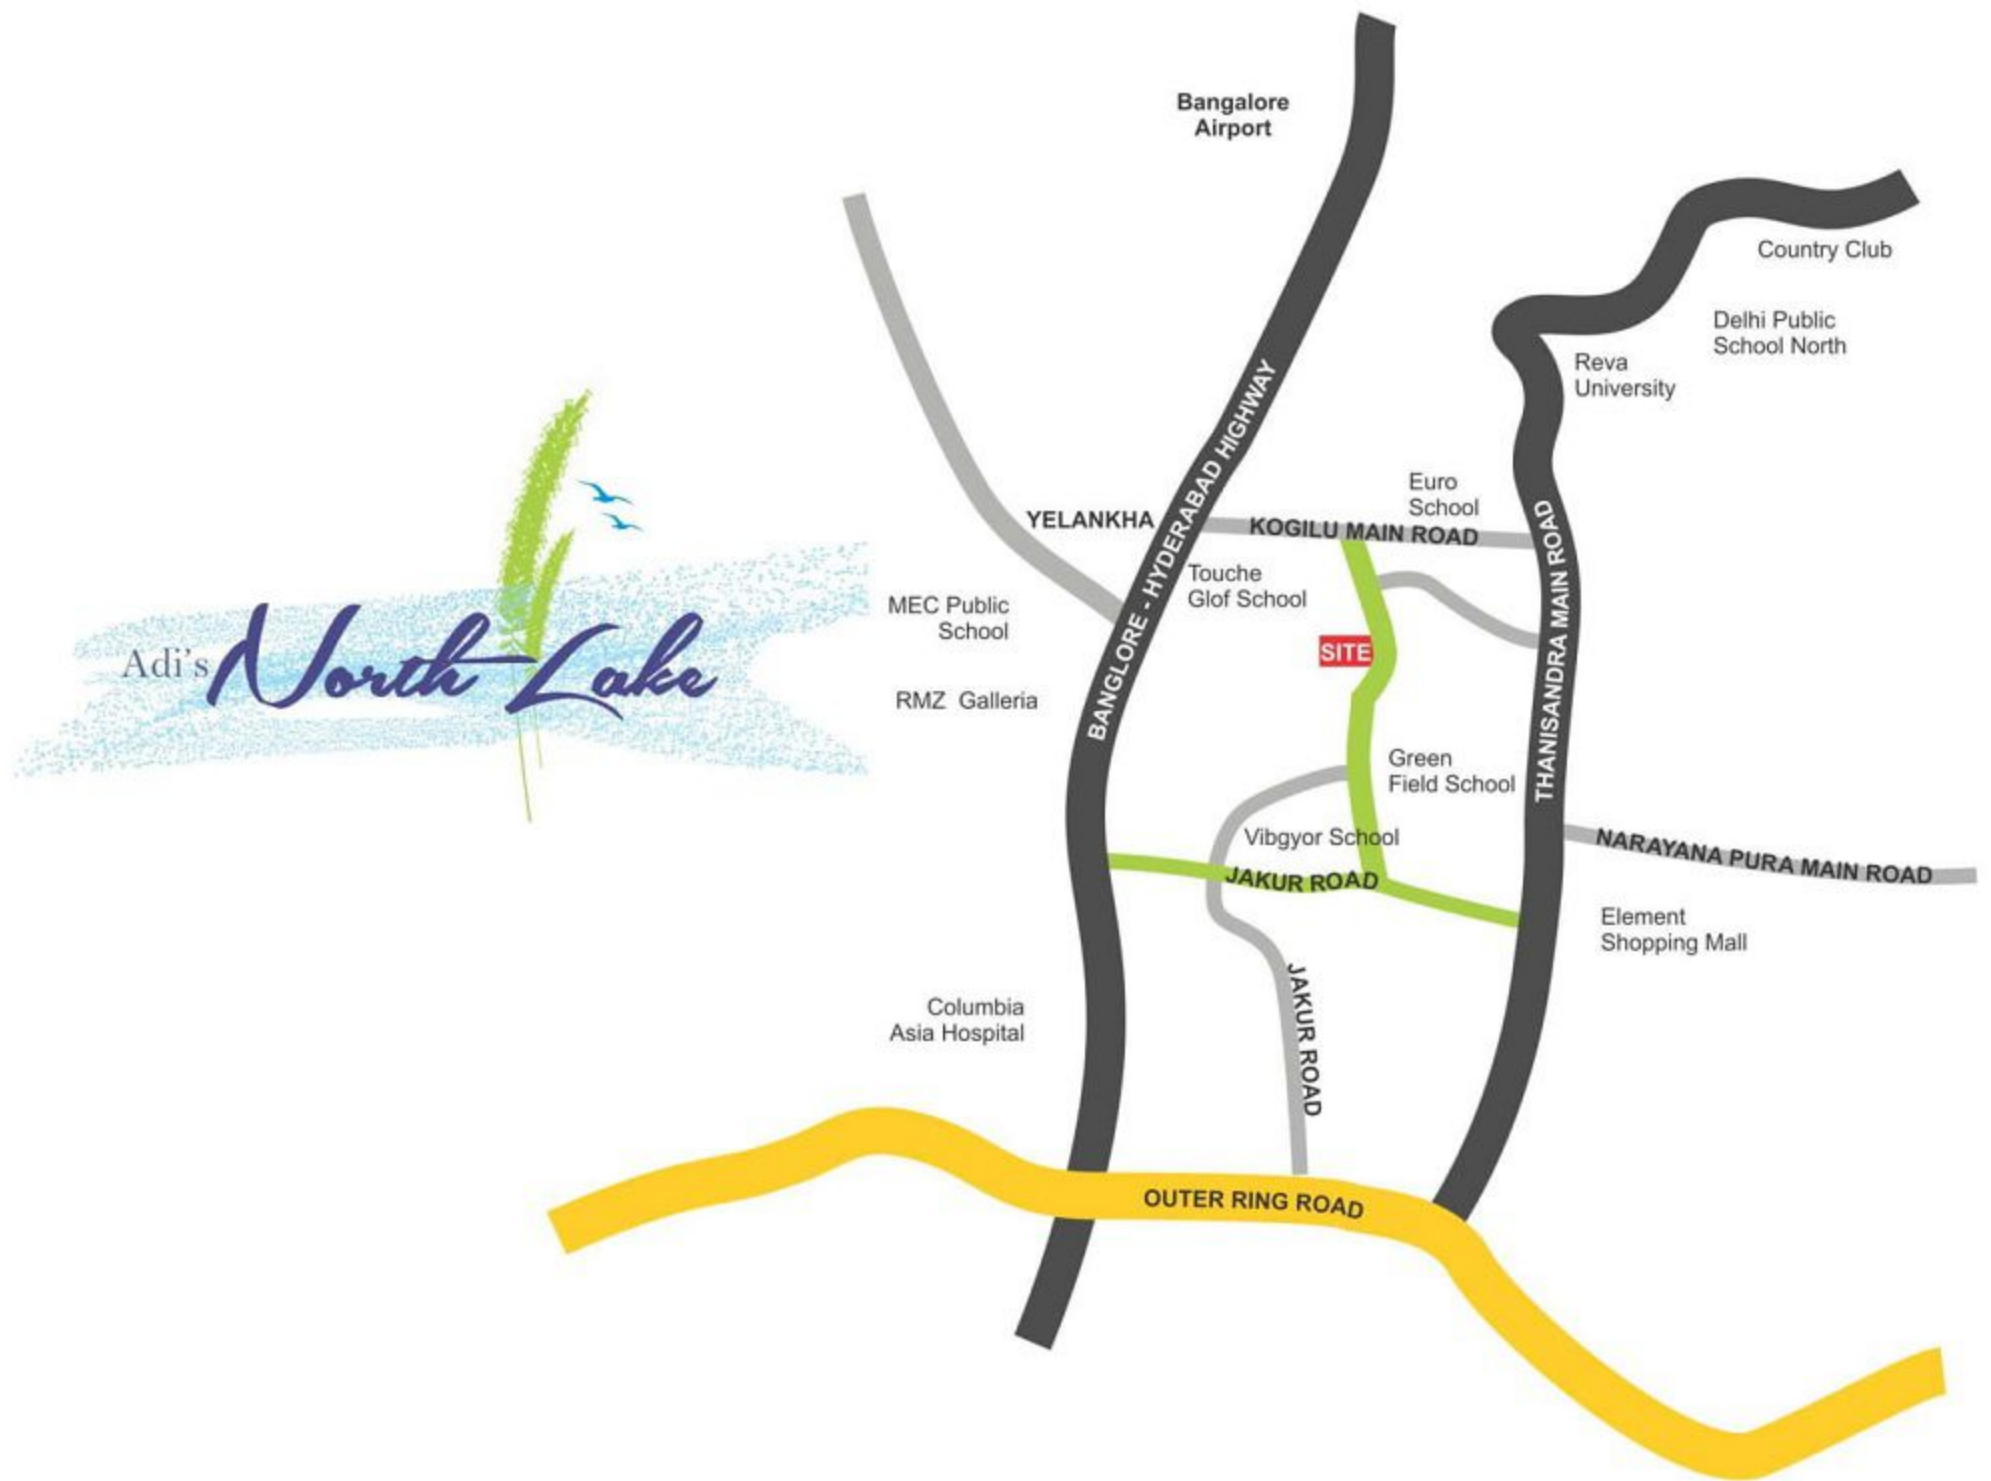 Bangalore
Airport
Country Club
Delhi Public
School North
Reva
University
BANGLORE - HYDERABAD HIGHWAY
Euro
School
YELANKHA
KOGILU MAIN ROAD
THANISANDRA MAIN ROAD
Touche
Glof School
MEC Public
School
SITE
Adi's North Lake
RMZ Galleria
Green
Field School
Vibgyor School
NARAYANA PURA MAIN ROAD
JAKUR ROAD
Element
Shopping Mall
JAKUR ROAD
Columbia
Asia Hospital
OUTER RING ROAD